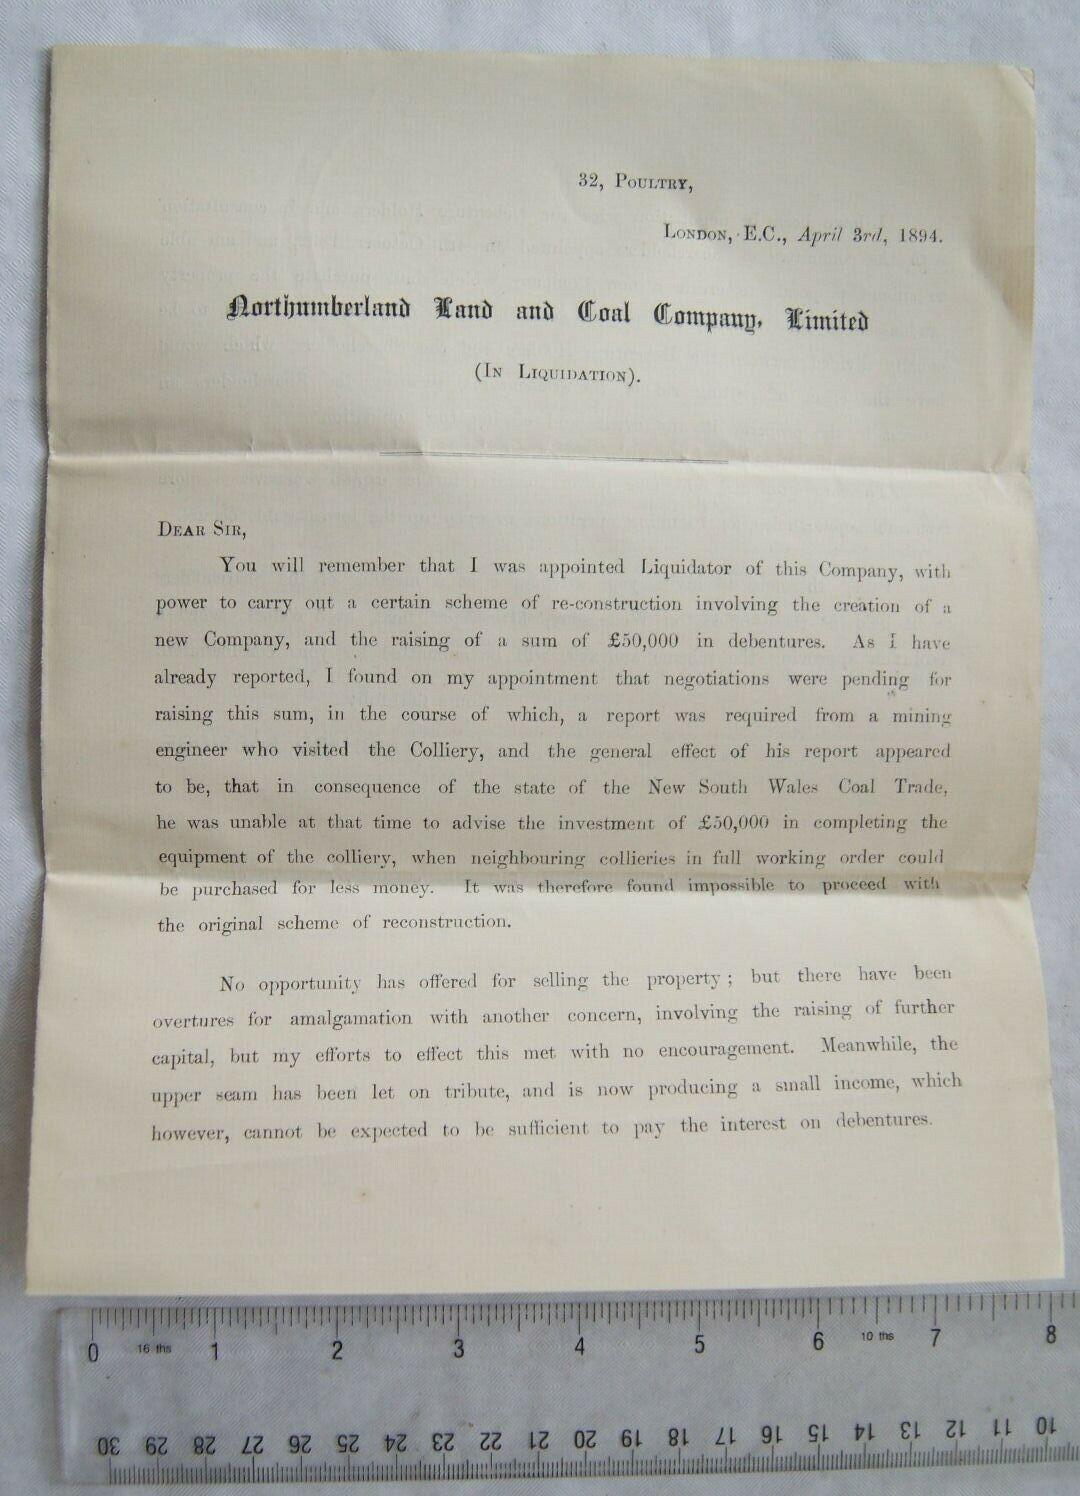 32, Poultry,
London, E.C., April 3rd, 1894.
Northumberland Land and Coal Company, Limited
(In Liquidation).
Dear Sir,
You will remember that I was appointed Liquidator of this Company, with
power to carry out a certain scheme of re-construction involving the creation of a
new Company, and the raising of a sum of £50,000 in debentures. As I have
already reported, I found on my appointment that negotiations were pending for
raising this sum, in the course of which, a report was required from a mining
engineer who visited the Colliery, and the general effect of his report appeared
to be, that in consequence of the state of the New South Wales Coal Trade,
he was unable at that time to advise the investment of £50,000 in completing the
equipment of the colliery, when neighbouring collieries in full working order could
be purchased for less money. It was therefore found impossible to proceed with
the original scheme of reconstruction.
No opportunity has offered for selling the property; but there have been
overtures for amalgamation with another concern, involving the raising of further
capital, but my efforts to effect this met with no encouragement. Meanwhile, the
upper seam has been let on tribute, and is now producing a small income, which
however, cannot be expected to be sufficient to pay the interest on debentures.
0 16 ths 1 2 3 4 5 6 10 ths 7 8
30 29 28 27 26 25 24 23 22 21 20 19 18 17 16 15 14 13 12 11 10